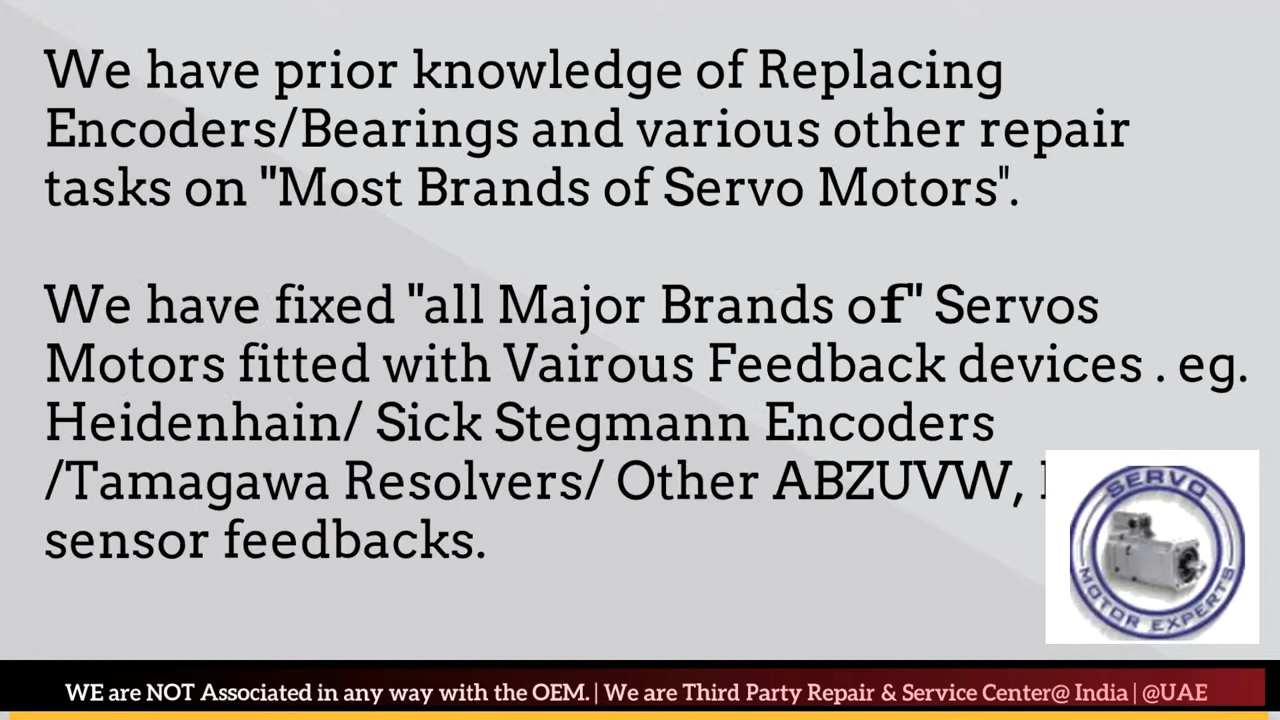 We have prior knowledge of Replacing
Encoders/Bearings and various other repair
tasks on "Most Brands of Servo Motors".
We have fixed "all Major Brands of" Servos
Motors fitted with Vairous Feedback devices . eg.
Heidenhain/ Sick Stegmann Encoders
/Tamagawa Resolvers/ Other ABZUVW,
sensor feedbacks.
SERVO
MOTOR EXPERTS
WE are NOT Associated in any way with the OEM. | We are Third Party Repair & Service Center@ India | @UAE